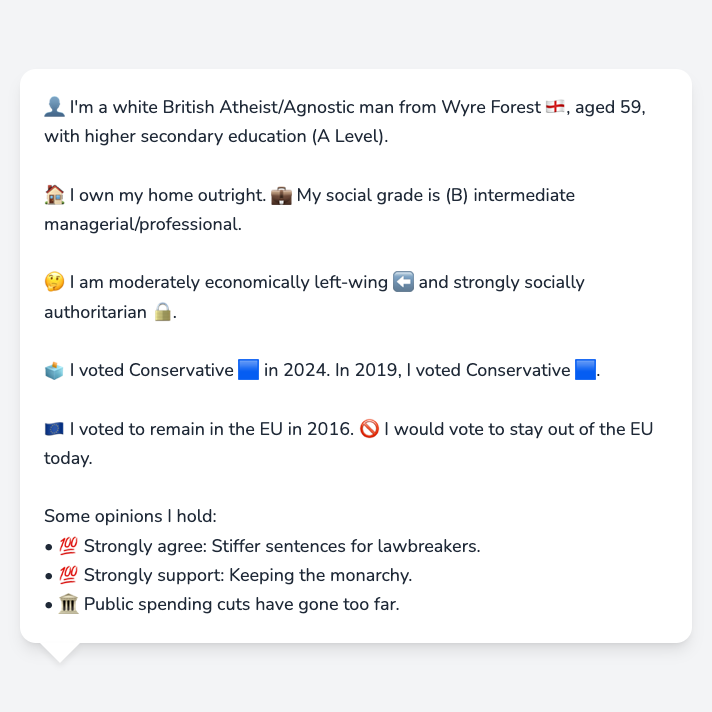 👤 I'm a white British Atheist/Agnostic man from Wyre Forest 🏴󠁧󠁢󠁥󠁮󠁧󠁿, aged 59,
with higher secondary education (A Level).
🏠 I own my home outright. 💼 My social grade is (B) intermediate
managerial/professional.
🤔 I am moderately economically left-wing ⬅️ and strongly socially
authoritarian 🔒.
🗳️ I voted Conservative 🟦 in 2024. In 2019, I voted Conservative 🟦.
🇪🇺 I voted to remain in the EU in 2016. 🚫 I would vote to stay out of the EU
today.
Some opinions I hold:
• 💯 Strongly agree: Stiffer sentences for lawbreakers.
• 💯 Strongly support: Keeping the monarchy.
• 🏛️ Public spending cuts have gone too far.